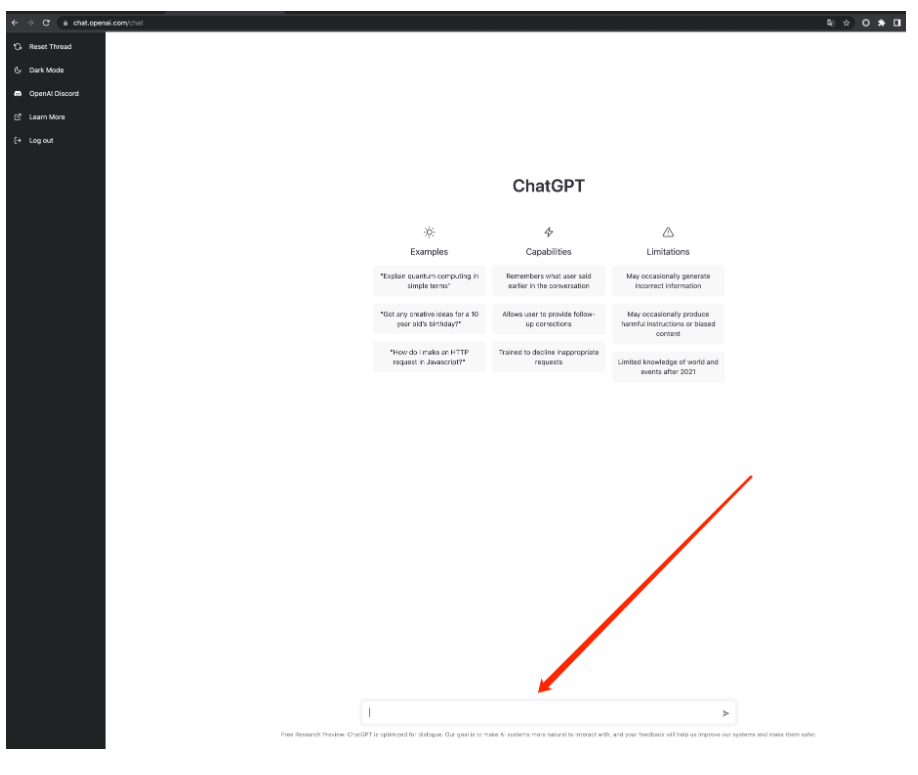 chat.openai.com/chat
Reset Thread
Dark Mode
OpenAI Discord
Learn More
Log out
ChatGPT
Examples
"Explain quantum computing in
simple terms"
"Got any creative ideas for a 10
year old's birthday?"
"How do I make an HTTP
request in Javascript?"
Capabilities
Remembers what user said
earlier in the conversation
Allows user to provide follow-
up corrections
Trained to decline inappropriate
requests
Limitations
May occasionally generate
incorrect information
May occasionally produce
harmful instructions or biased
content
Limited knowledge of world and
events after 2021
Free Research Preview: ChatGPT is optimized for dialogue. Our goal is to make AI systems more natural to interact with, and your feedback will help us improve our systems and make them safer.